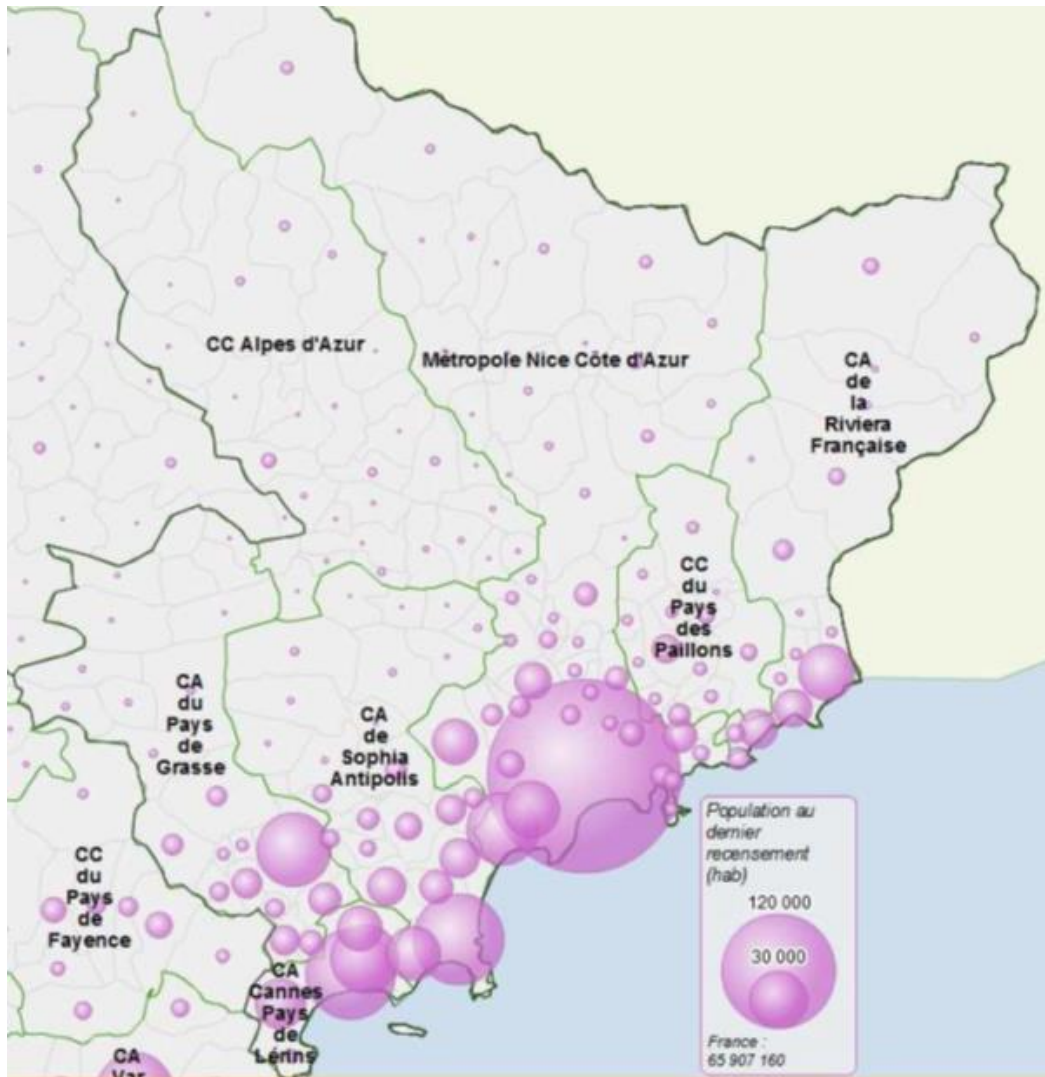 CC Alpes d'Azur
Métropole Nice Côte d'Azur
CA
de
la
Riviera
Française
CC
du
Pays
des
Paillons
CA
du
Pays
de
Grasse
CA
de
Sophia
Antipolis
CC
du
Pays
de
Fayence
CA
Cannes
Pays
de
Lérins
CA
Var
Population au
dernier
recensement
(hab)
120 000
30 000
France :
65 907 160